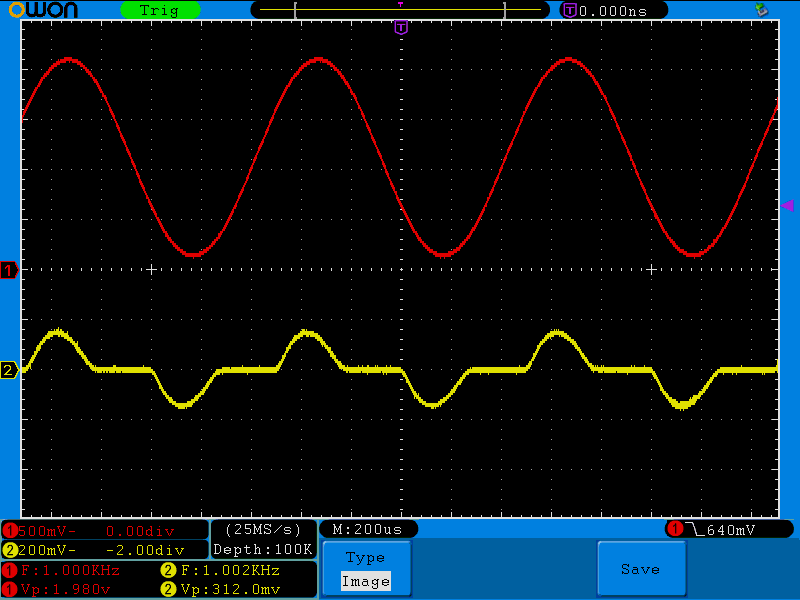 OWON Trig T 0.000ns
T
1
2
1 500mV- 0.00div (25MS/s) M:200us 1 640mV
2 200mV- -2.00div Depth:100K
1 F:1.000KHz 2 F:1.002KHz Type Save
1 Vp:1.980v 2 Vp:312.0mv Image